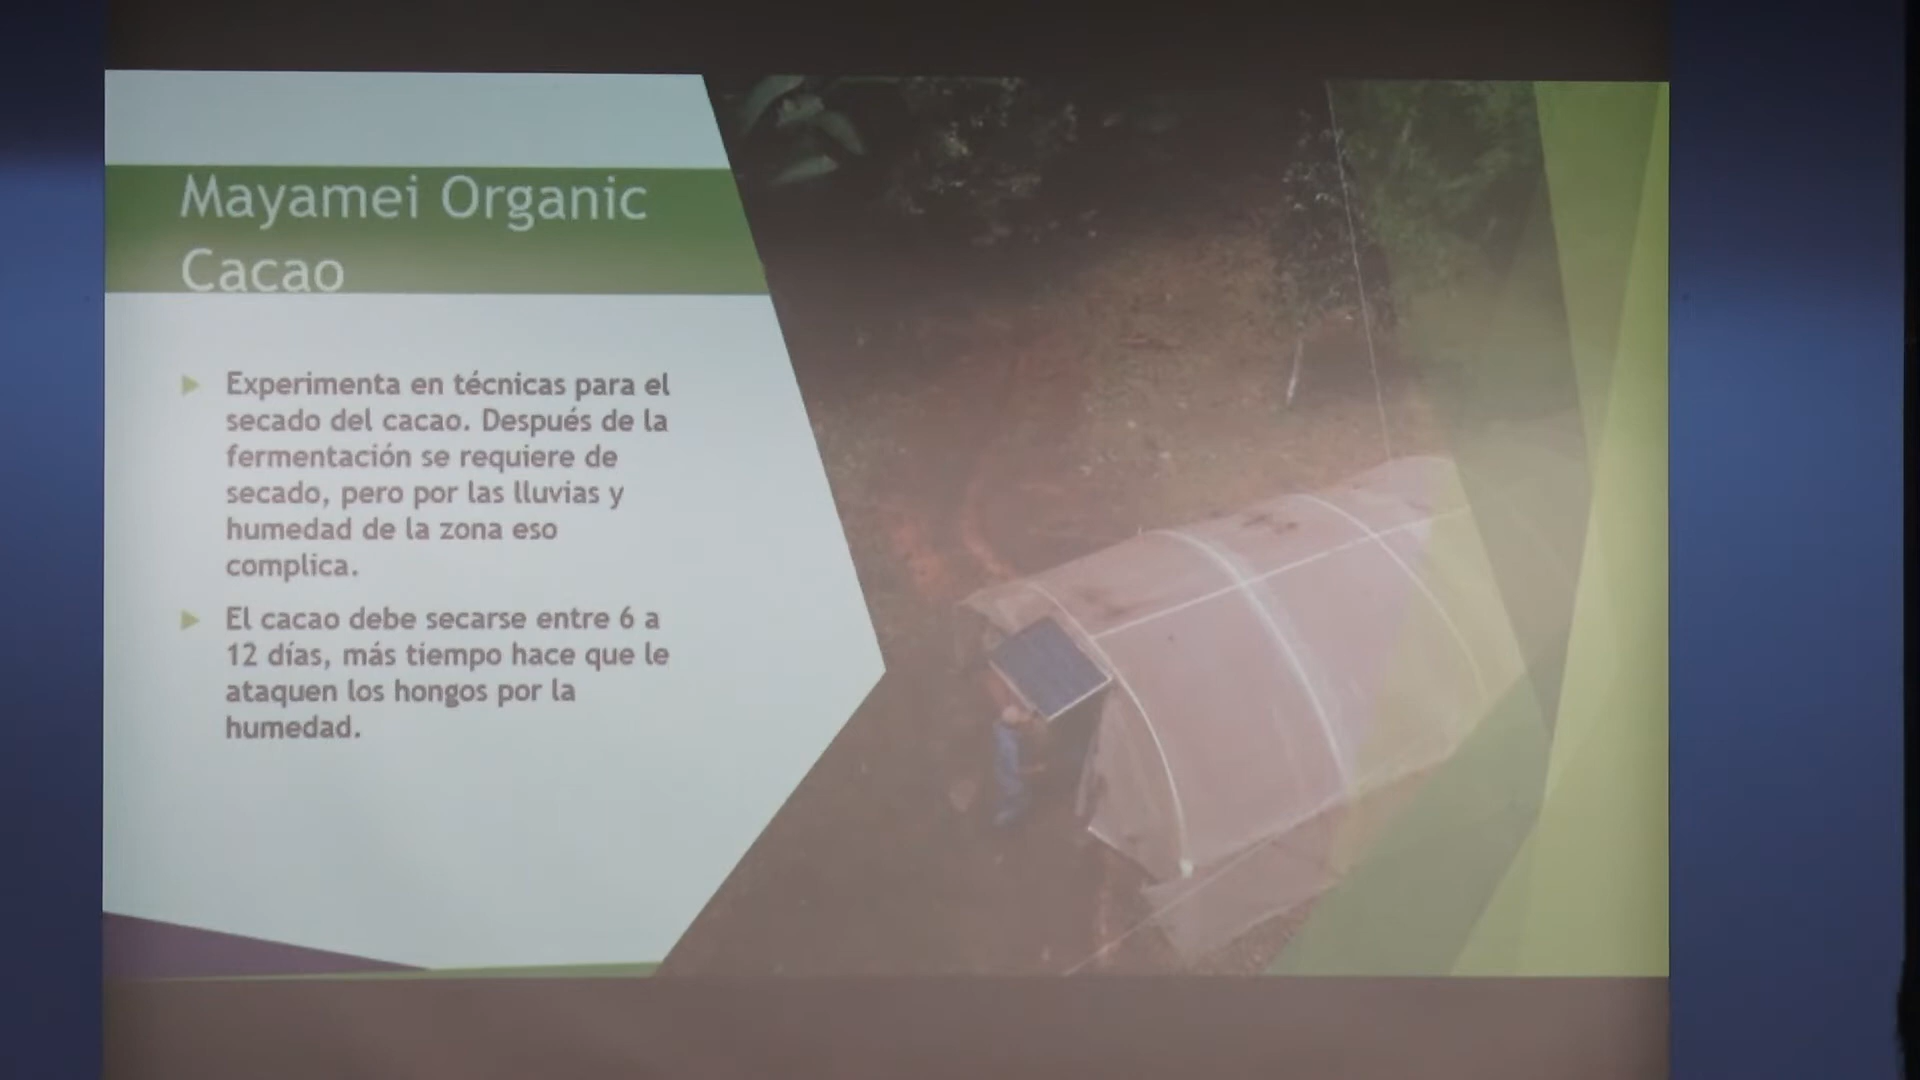 Mayamei Organic
Cacao
Experimenta en técnicas para el
secado del cacao. Después de la
fermentación se requiere de
secado, pero por las lluvias y
humedad de la zona eso
complica.
El cacao debe secarse entre 6 a
12 días, más tiempo hace que le
ataquen los hongos por la
humedad.